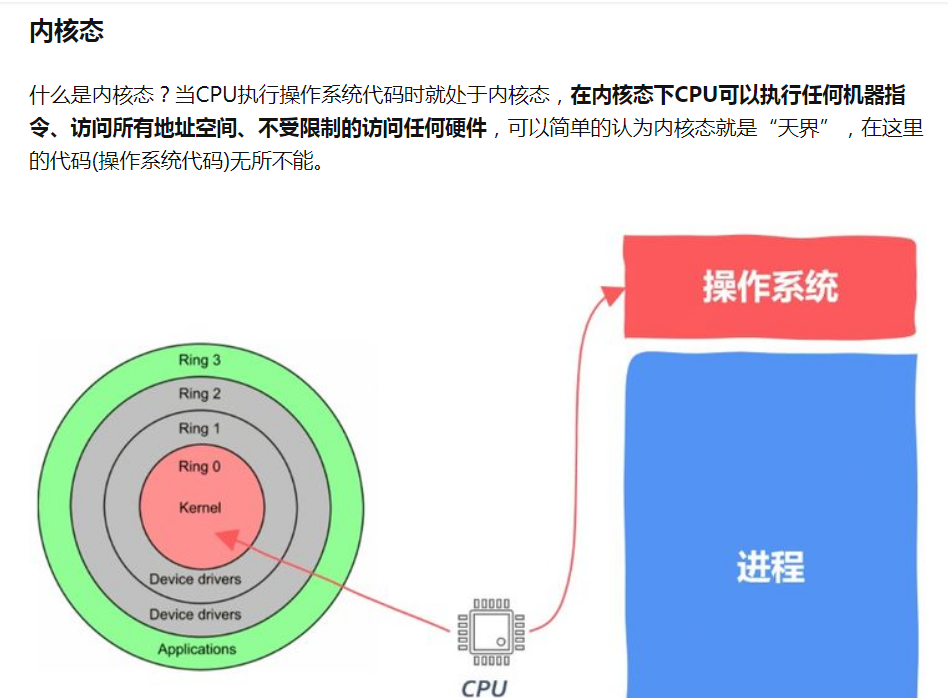 内核态
什么是内核态？当CPU执行操作系统代码时就处于内核态，在内核态下CPU可以执行任何机器指
令、访问所有地址空间、不受限制的访问任何硬件，可以简单的认为内核态就是“天界”，在这里
的代码(操作系统代码)无所不能。
操作系统
Ring 3
Ring 2
Ring 1
Ring 0
Kernel
Device drivers
Device drivers
Applications
进程
CPU